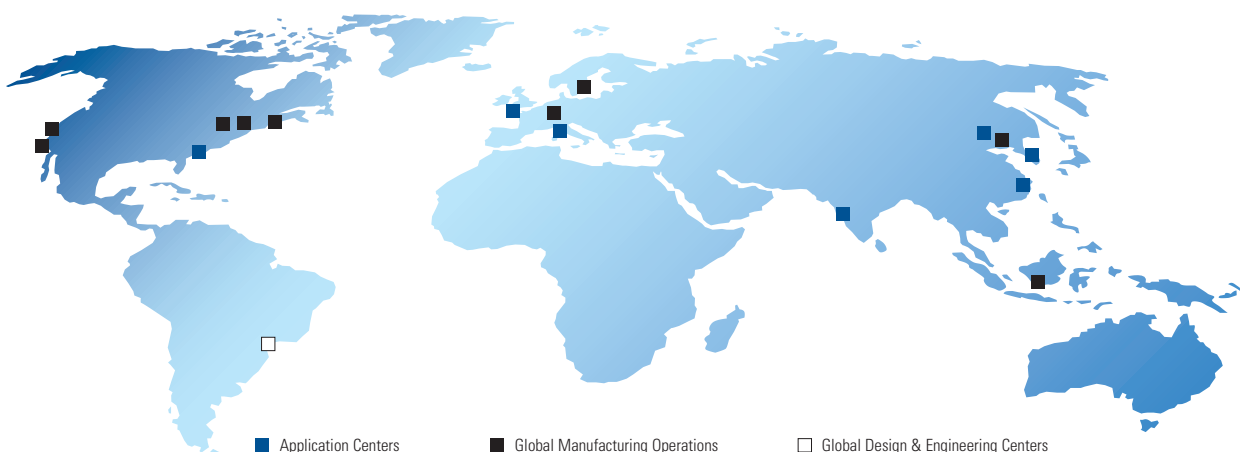 Application Centers
Global Manufacturing Operations
Global Design & Engineering Centers